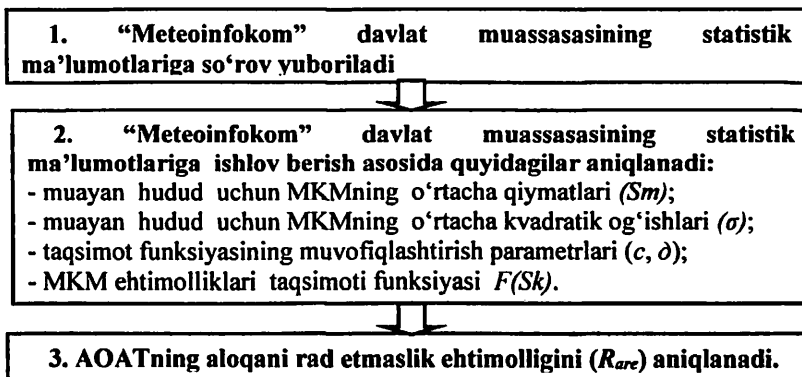 1. “Meteoinfokom” davlat muassasasining statistik
ma’lumotlariga so‘rov yuboriladi
2. “Meteoinfokom” davlat muassasasining statistik
ma’lumotlariga ishlov berish asosida quyidagilar aniqlanadi:
- muayan hudud uchun MKMning o‘rtacha qiymatlari (Sm);
- muayan hudud uchun MKMning o‘rtacha kvadratik og‘ishlari (σ);
- taqsimot funksiyasining muvofiqlashtirish parametrlari (c, ∂);
- MKM ehtimolliklari taqsimoti funksiyasi F(Sk).
3. AOATning aloqani rad etmaslik ehtimolligini (Rare) aniqlanadi.